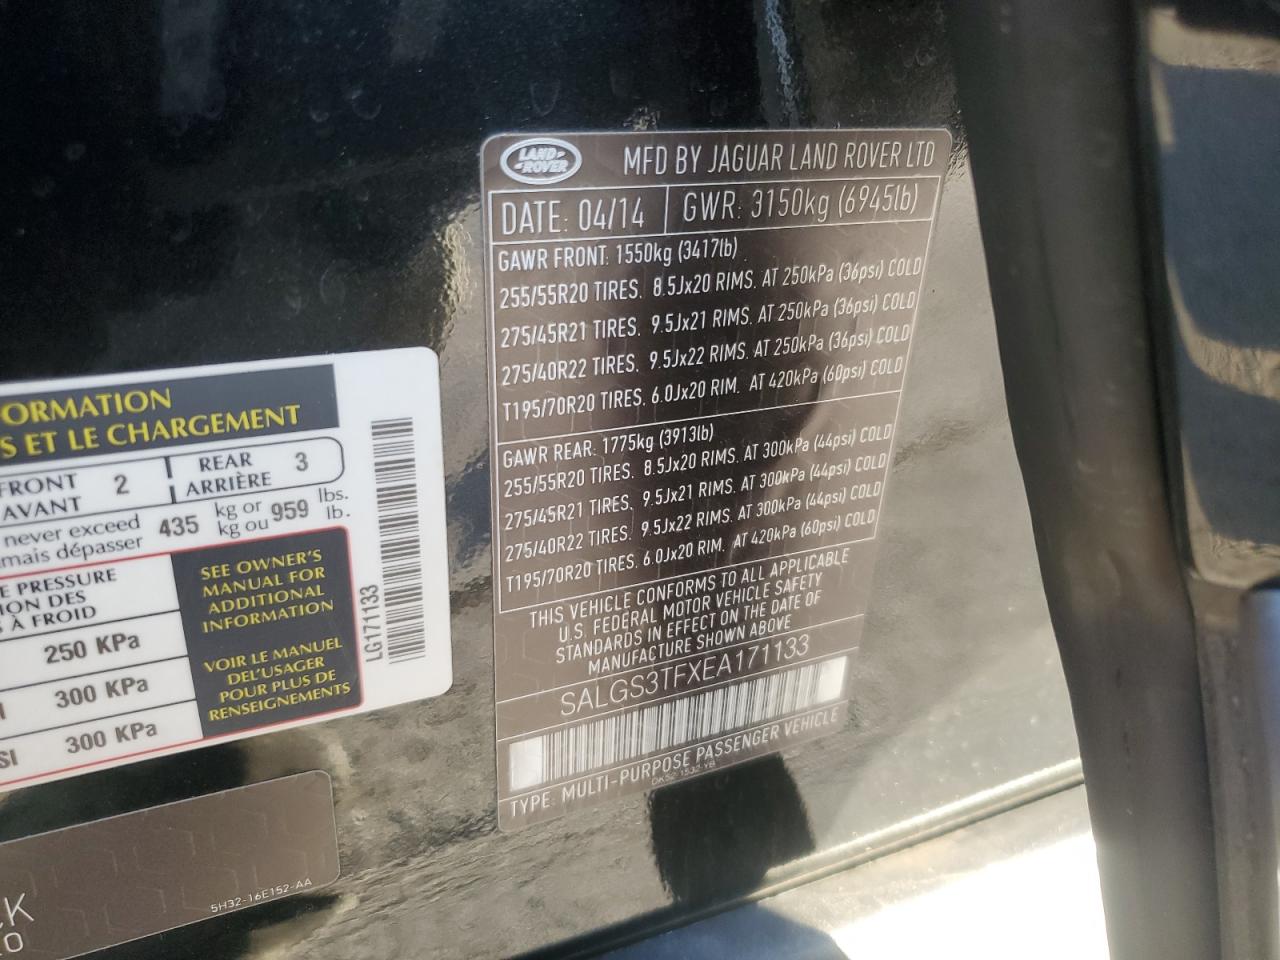 LAND ROVER
MFD BY JAGUAR LAND ROVER LTD
DATE: 04/14 GWR: 3150kg (6945lb)
GAWR FRONT: 1550kg (3417lb)
255/55R20 TIRES. 8.5Jx20 RIMS. AT 250kPa (36psi) COLD
275/45R21 TIRES. 9.5Jx21 RIMS. AT 250kPa (36psi) COLD
275/40R22 TIRES. 9.5Jx22 RIMS. AT 250kPa (36psi) COLD
T195/70R20 TIRES. 6.0Jx20 RIM. AT 420kPa (60psi) COLD
GAWR REAR: 1775kg (3913lb)
255/55R20 TIRES. 8.5Jx20 RIMS. AT 300kPa (44psi) COLD
275/45R21 TIRES. 9.5Jx21 RIMS. AT 300kPa (44psi) COLD
275/40R22 TIRES. 9.5Jx22 RIMS. AT 300kPa (44psi) COLD
T195/70R20 TIRES. 6.0Jx20 RIM. AT 420kPa (60psi) COLD
THIS VEHICLE CONFORMS TO ALL APPLICABLE
U.S. FEDERAL MOTOR VEHICLE SAFETY
STANDARDS IN EFFECT ON THE DATE OF
MANUFACTURE SHOWN ABOVE
SALGS3TFXEA171133
TYPE: MULTI-PURPOSE PASSENGER VEHICLE
ORMATION
S ET LE CHARGEMENT
FRONT 2 REAR 3
AVANT ARRIÈRE
never exceed 435 kg or 959 lbs.
mais dépasser kg ou lb.
E PRESSURE
ION DES
S À FROID
250 KPa
300 KPa
SI 300 KPa
SEE OWNER'S
MANUAL FOR
ADDITIONAL
INFORMATION
VOIR LE MANUEL
DEL'USAGER
POUR PLUS DE
RENSEIGNEMENTS
LG171133
CK
5H32-16E152-AA